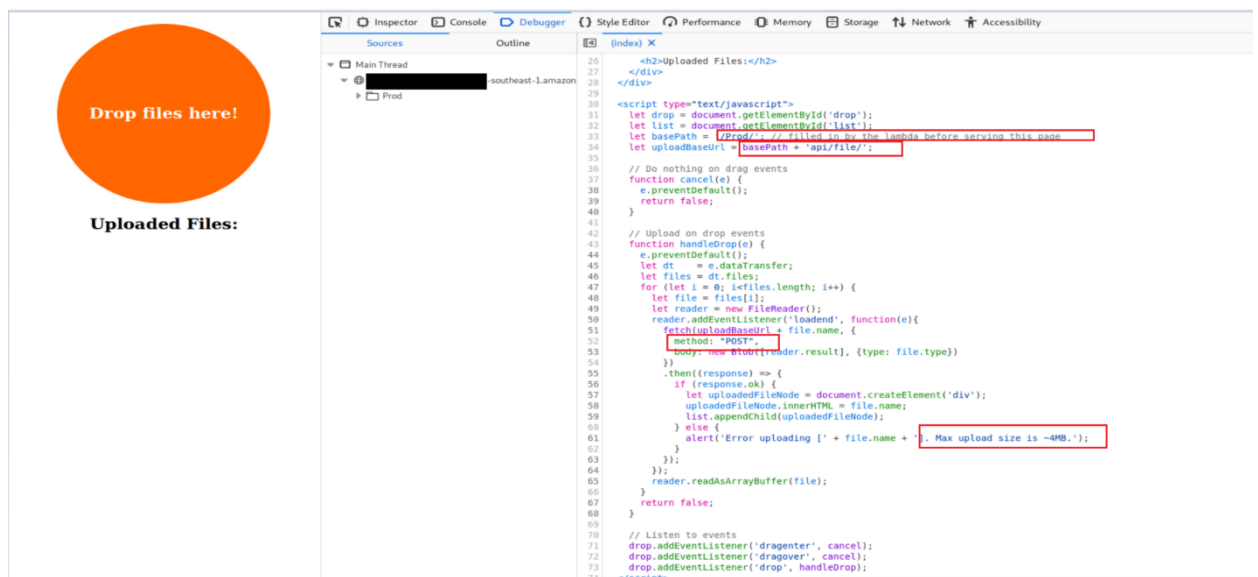 Drop files here!
Uploaded Files:
Inspector Console Debugger {} Style Editor Performance Memory Storage Network Accessibility
Sources Outline
Main Thread
-southeast-1.amazon
Prod
(index) ✕
26 <h2>Uploaded Files:</h2>
27 </div>
28 </div>
29
30 <script type="text/javascript">
31 let drop = document.getElementById('drop');
32 let list = document.getElementById('list');
33 let basePath = '/Prod/'; // filled in by the lambda before serving this page
34 let uploadBaseUrl = basePath + 'api/file/';
35
36 // Do nothing on drag events
37 function cancel(e) {
38 e.preventDefault();
39 return false;
40 }
41
42 // Upload on drop events
43 function handleDrop(e) {
44 e.preventDefault();
45 let dt = e.dataTransfer;
46 let files = dt.files;
47 for (let i = 0; i<files.length; i++) {
48 let file = files[i];
49 let reader = new FileReader();
50 reader.addEventListener('loadend', function(e){
51 fetch(uploadBaseUrl + file.name, {
52 method: "POST",
53 body: new Blob([reader.result], {type: file.type})
54 })
55 .then((response) => {
56 if (response.ok) {
57 let uploadedFileNode = document.createElement('div');
58 uploadedFileNode.innerHTML = file.name;
59 list.appendChild(uploadedFileNode);
60 } else {
61 alert('Error uploading [' + file.name + ']. Max upload size is ~4MB.');
62 }
63 });
64 });
65 reader.readAsArrayBuffer(file);
66 }
67 return false;
68 }
69
70 // Listen to events
71 drop.addEventListener('dragenter', cancel);
72 drop.addEventListener('dragover', cancel);
73 drop.addEventListener('drop', handleDrop);